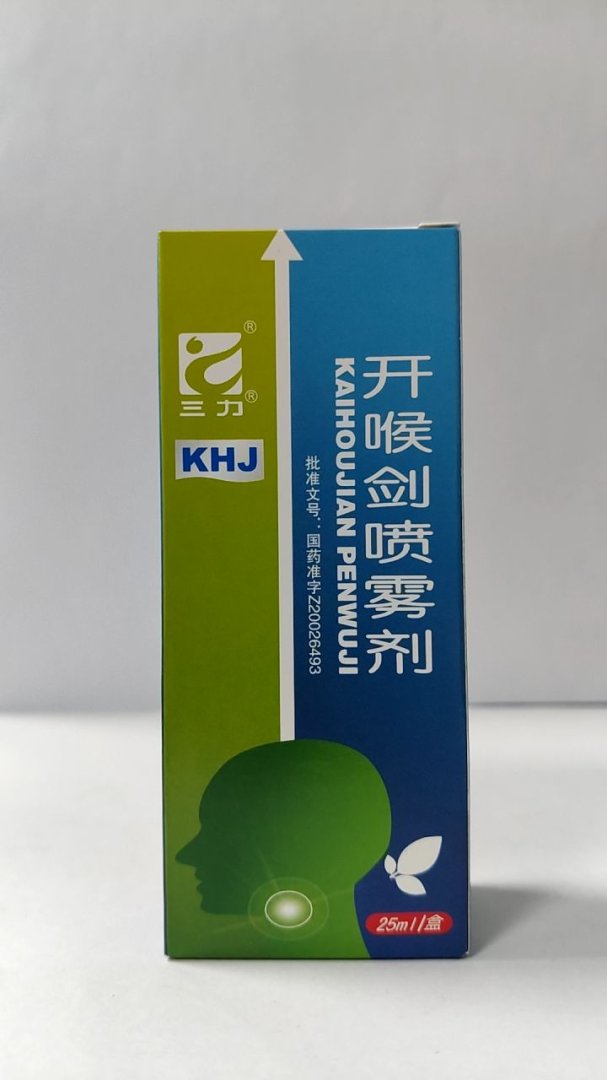 ®
三力®
KHJ
开喉剑喷雾剂
KAIHOUJIAN PENWUJI
批准文号：国药准字Z20026493
25ml/盒